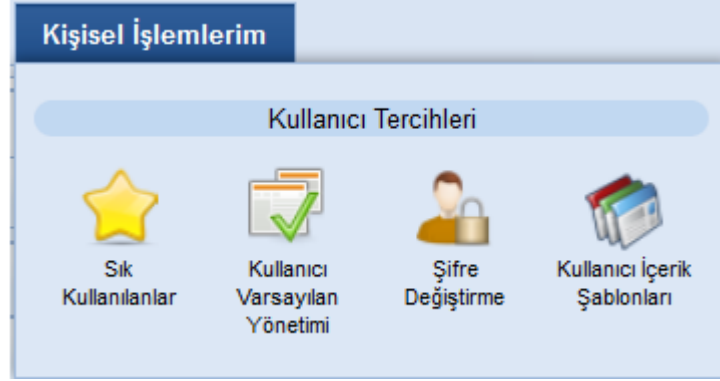 Kişisel İşlemlerim
Kullanıcı Tercihleri
Sık
Kullanılanlar
Kullanıcı
Varsayılan
Yönetimi
Şifre
Değiştirme
Kullanıcı İçerik
Şablonları